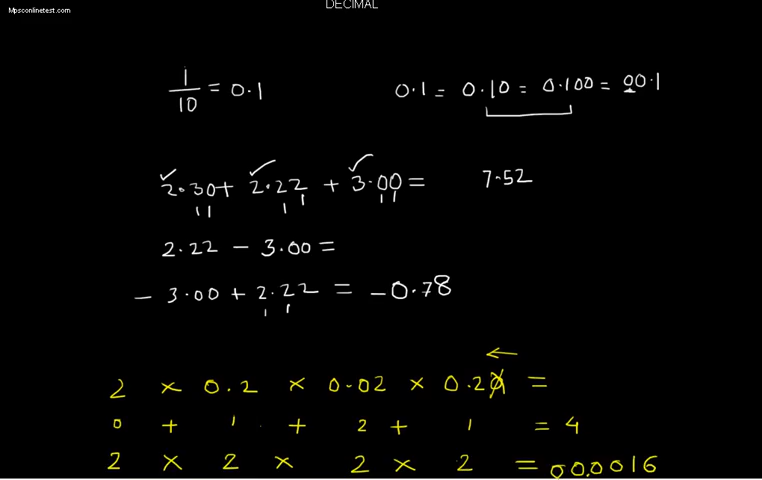 DECIMAL
Mpsconlinetest.com
1/10 = 0.1 0.1 = 0.10 = 0.100 = 00.1
2.30 + 2.22 + 3.00 = 7.52
2.22 - 3.00 =
- 3.00 + 2.22 = -0.78
2 × 0.2 × 0.02 × 0.20 =
0 + 1 + 2 + 1 = 4
2 × 2 × 2 × 2 = 00.0016